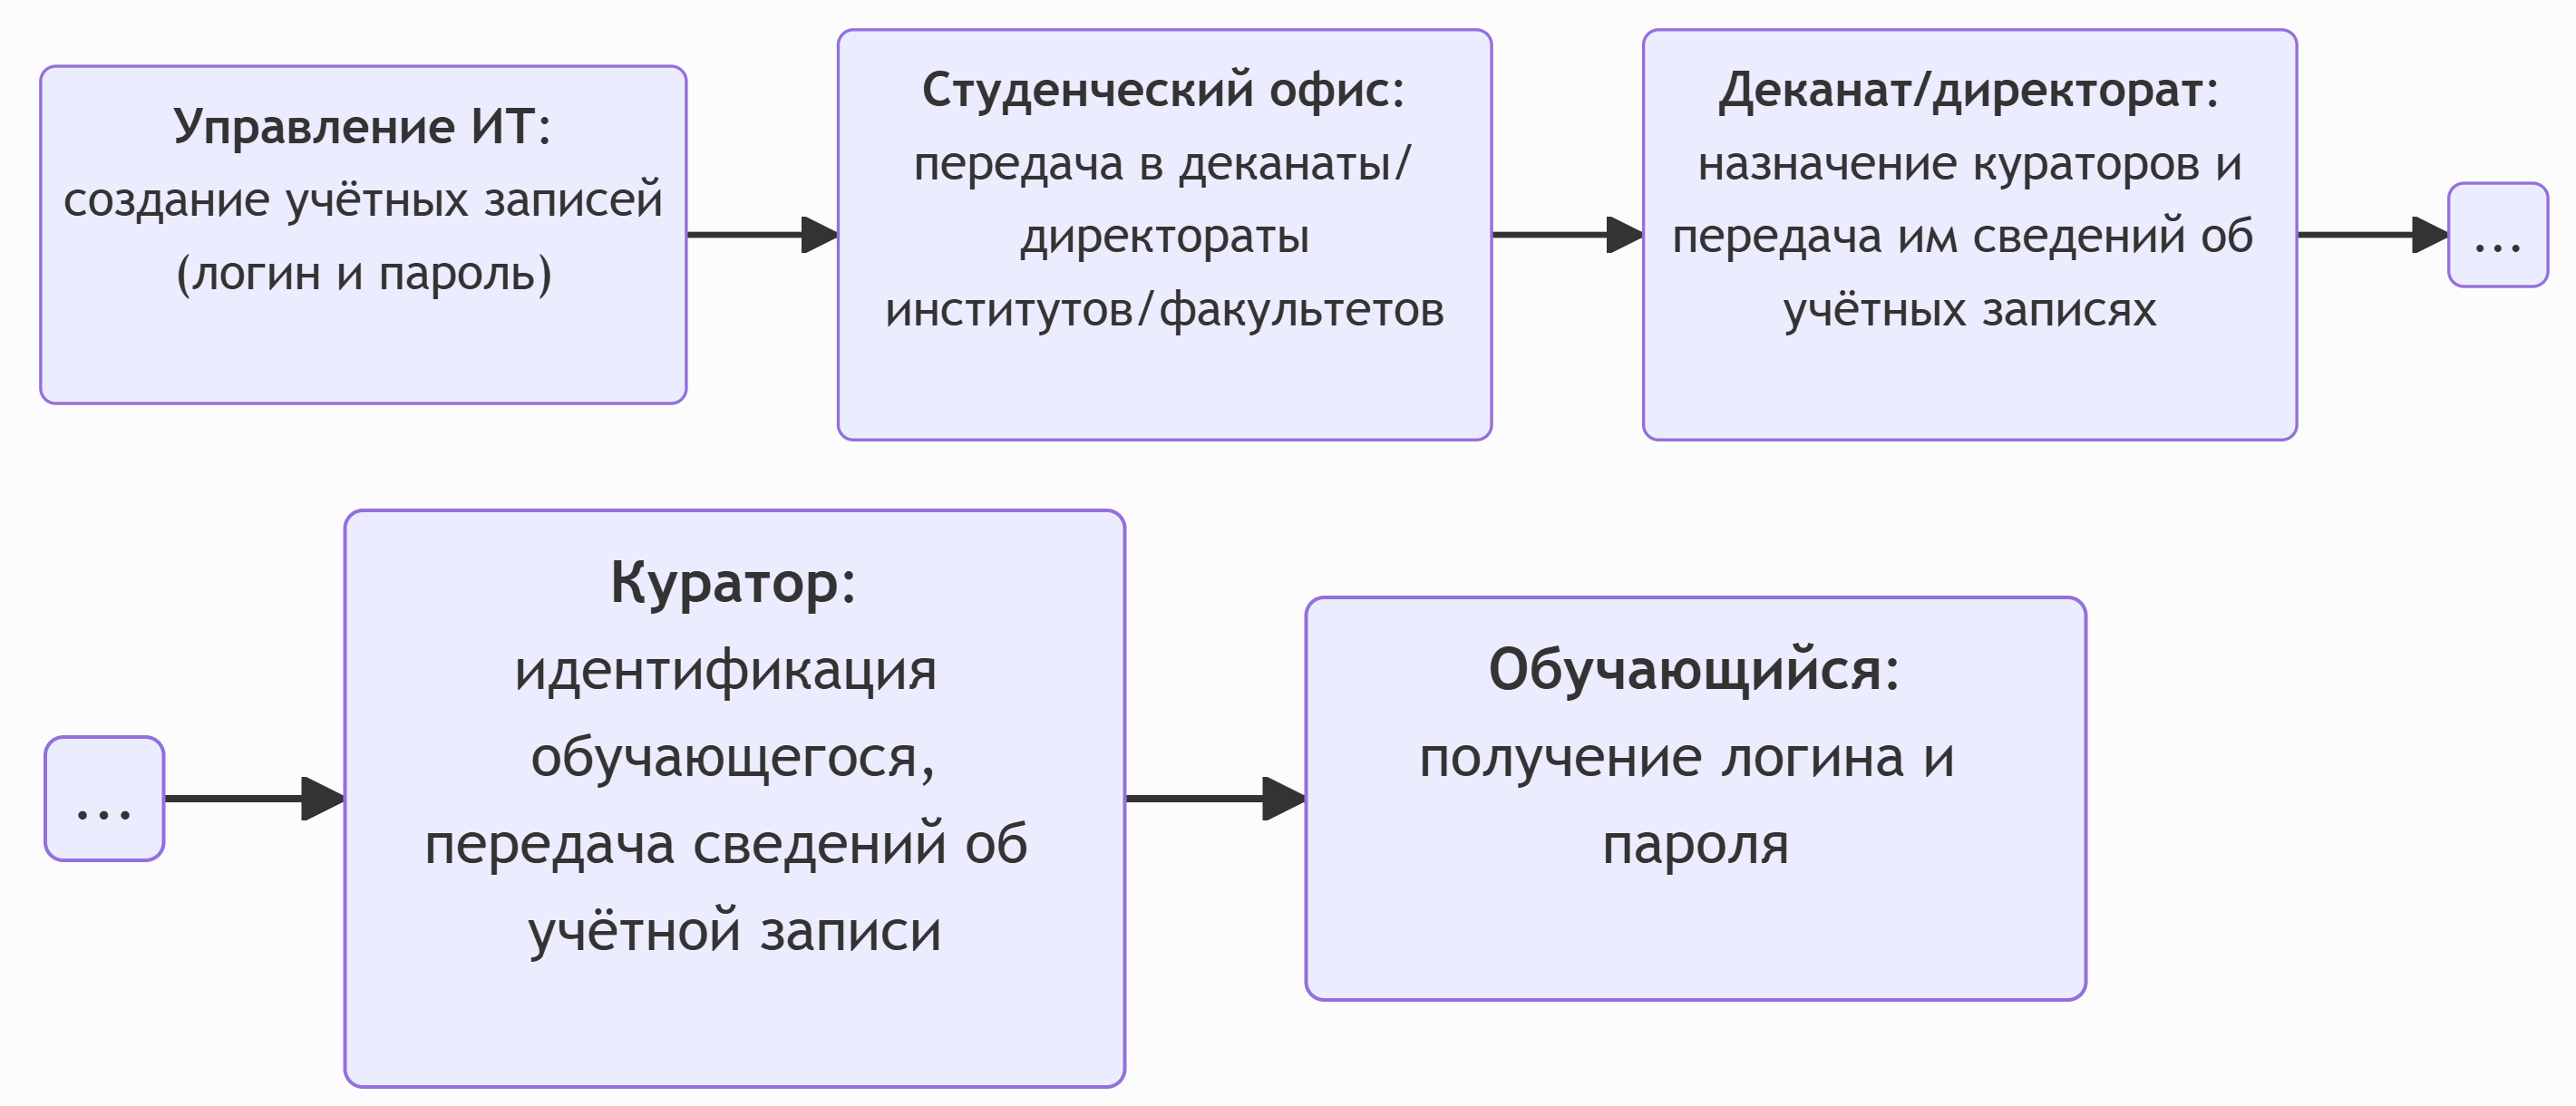 Управление ИТ:
создание учётных записей
(логин и пароль)
Студенческий офис:
передача в деканаты/
директораты
институтов/факультетов
Деканат/директорат:
назначение кураторов и
передача им сведений об
учётных записях
...
...
Куратор:
идентификация
обучающегося,
передача сведений об
учётной записи
Обучающийся:
получение логина и
пароля